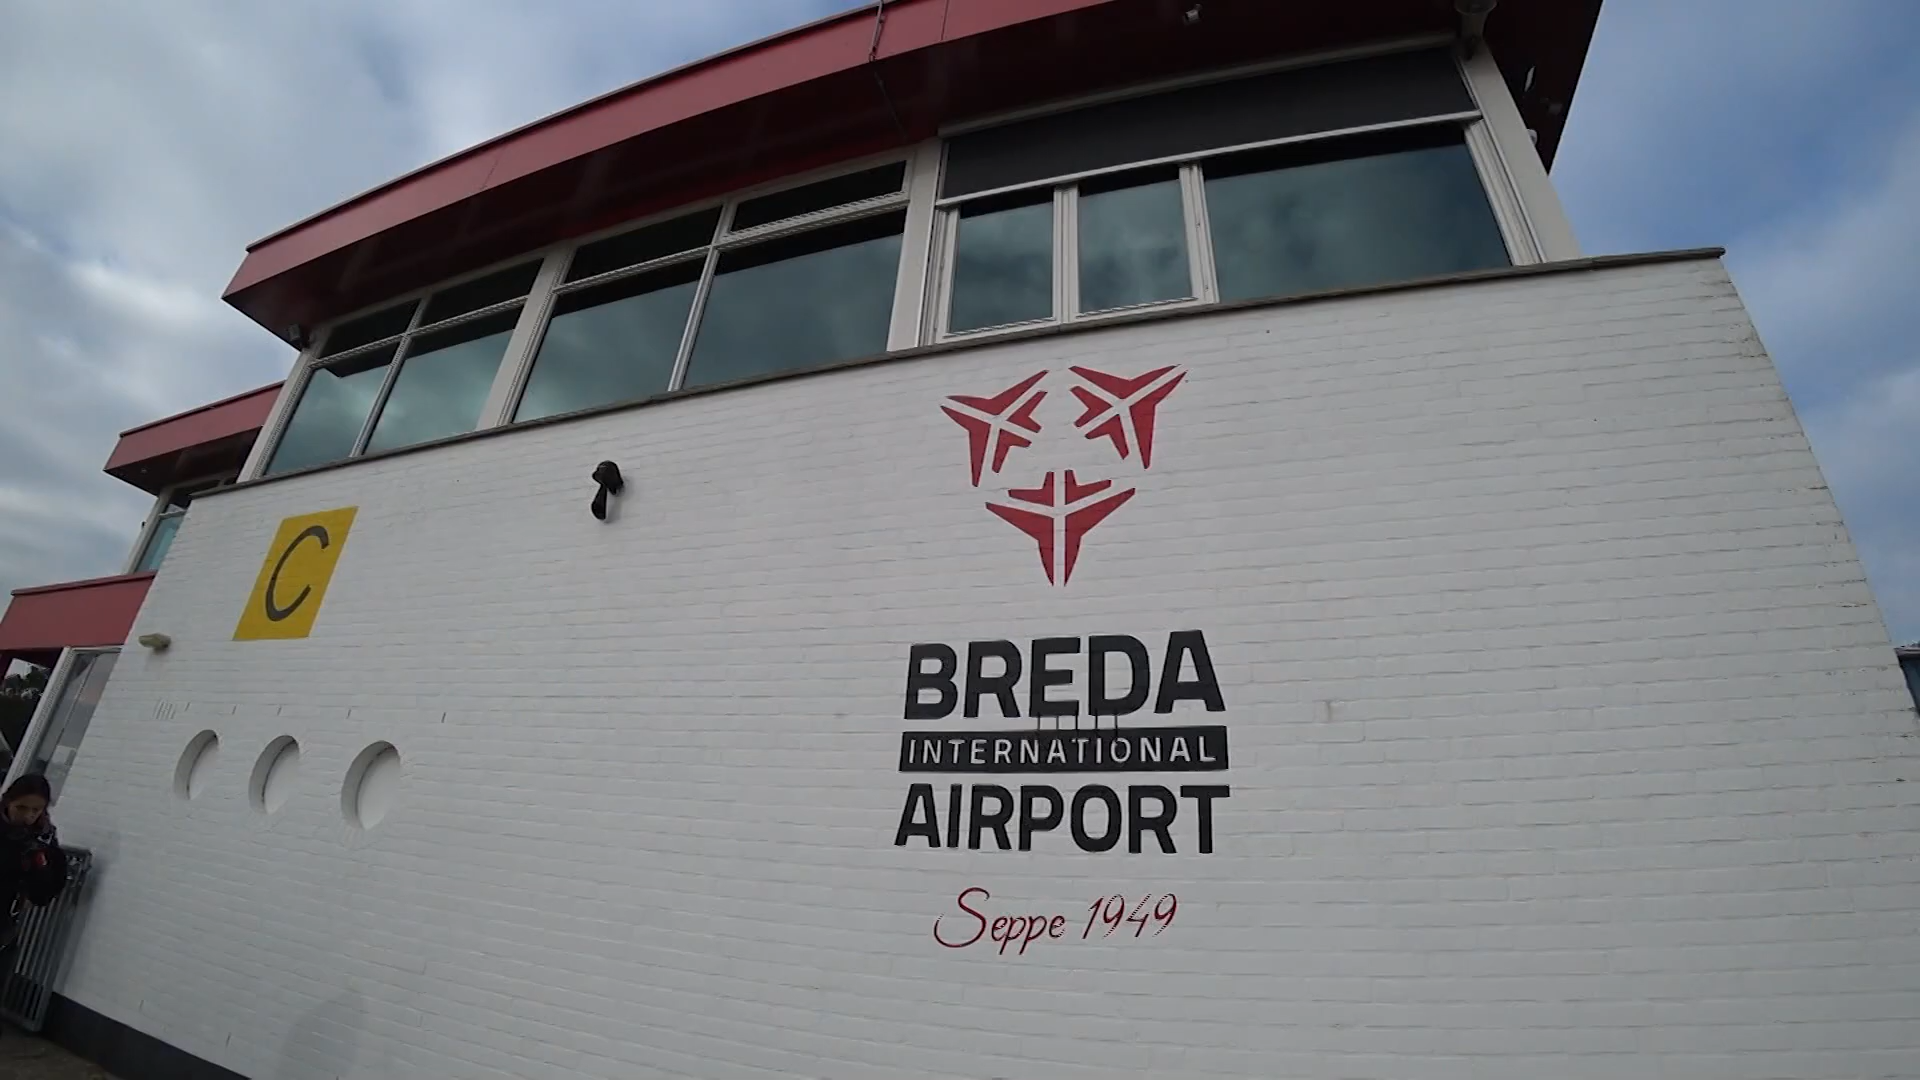 C
BREDA
INTERNATIONAL
AIRPORT
Seppe 1949